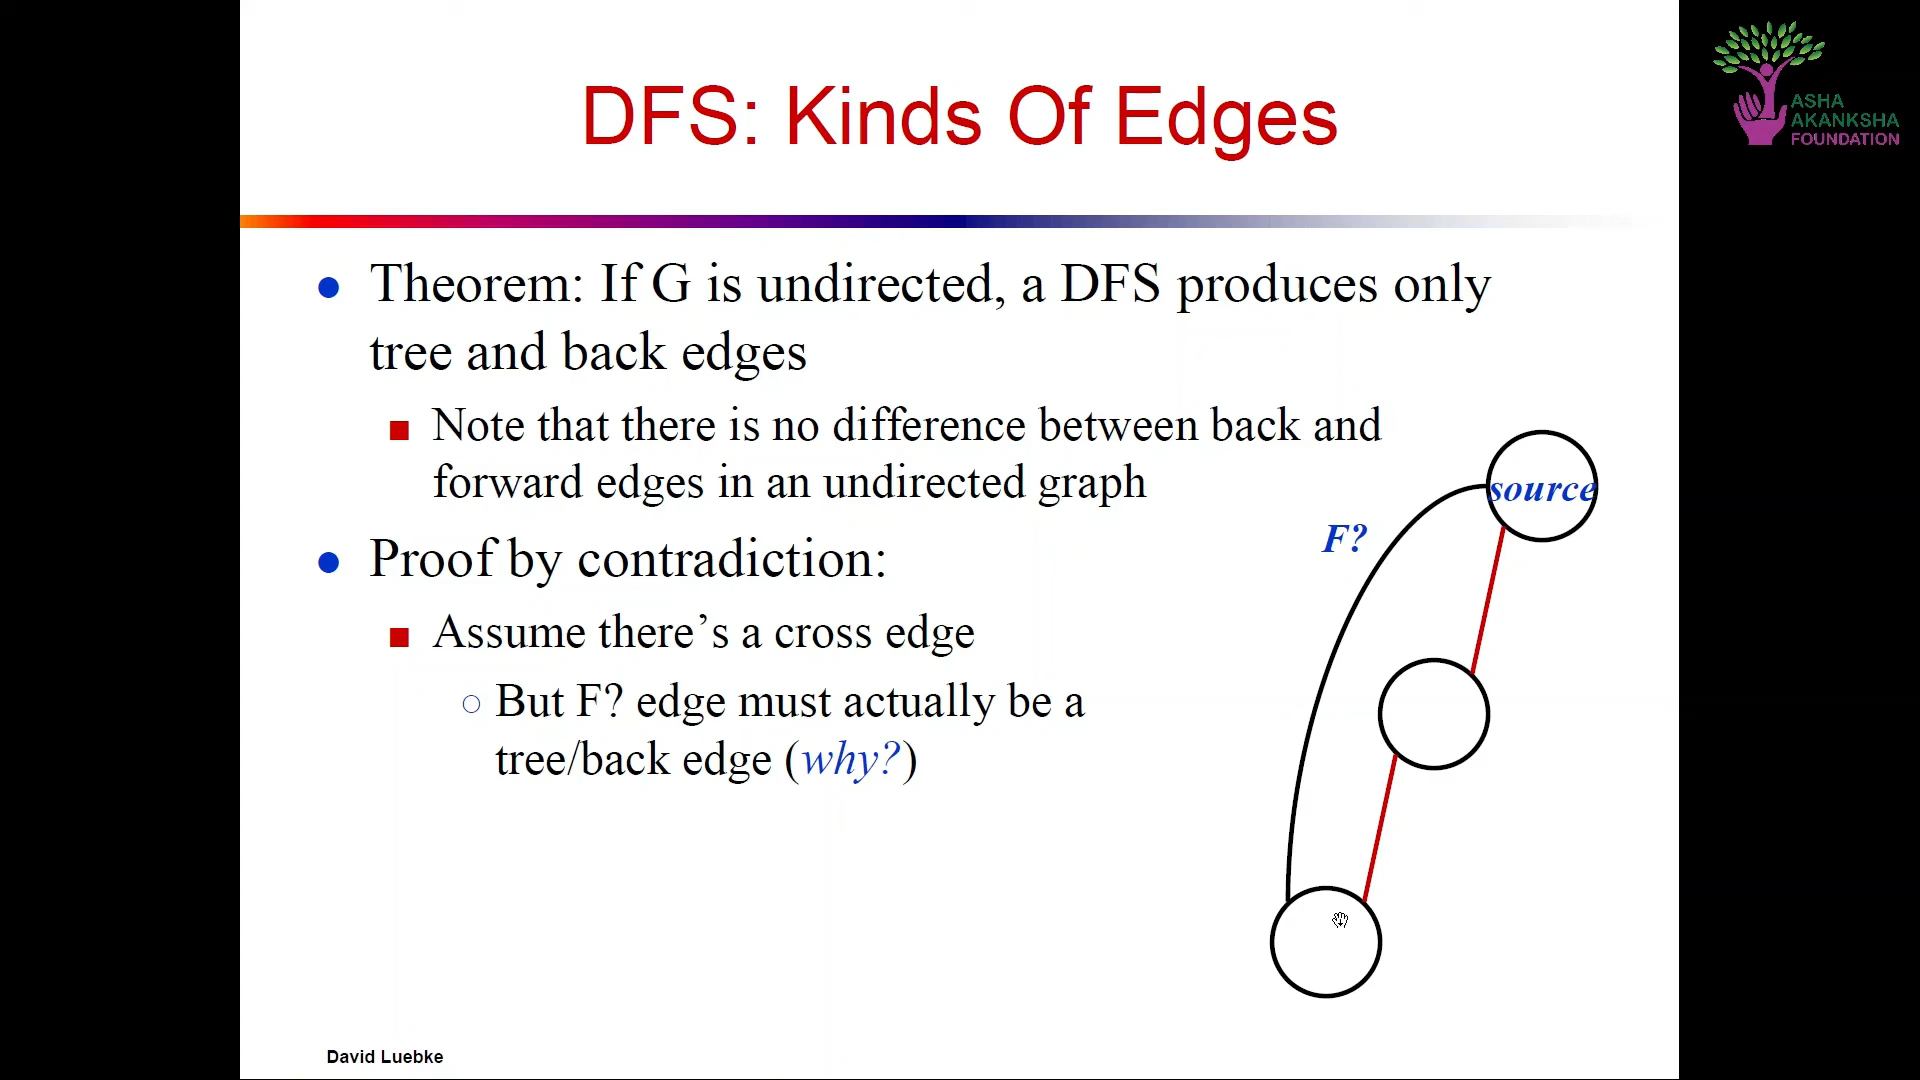 DFS: Kinds Of Edges
ASHA
AKANKSHA
FOUNDATION
Theorem: If G is undirected, a DFS produces only
tree and back edges
Note that there is no difference between back and
forward edges in an undirected graph
Proof by contradiction:
Assume there’s a cross edge
But F? edge must actually be a
tree/back edge (why?)
source
F?
David Luebke